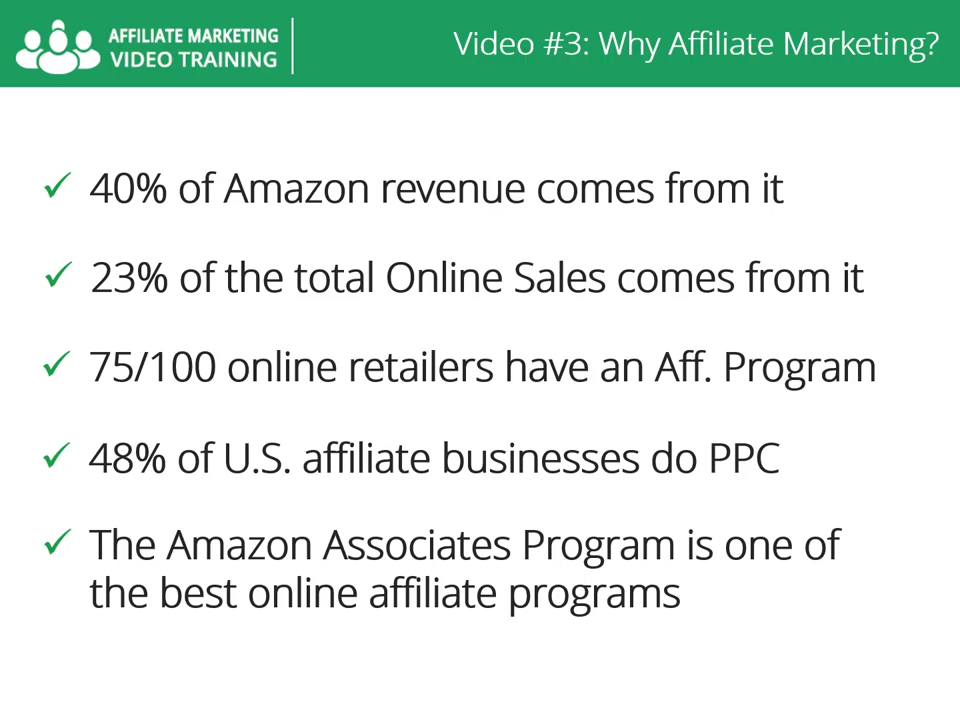 AFFILIATE MARKETING
VIDEO TRAINING
Video #3: Why Affiliate Marketing?
40% of Amazon revenue comes from it
23% of the total Online Sales comes from it
75/100 online retailers have an Aff. Program
48% of U.S. affiliate businesses do PPC
The Amazon Associates Program is one of
the best online affiliate programs